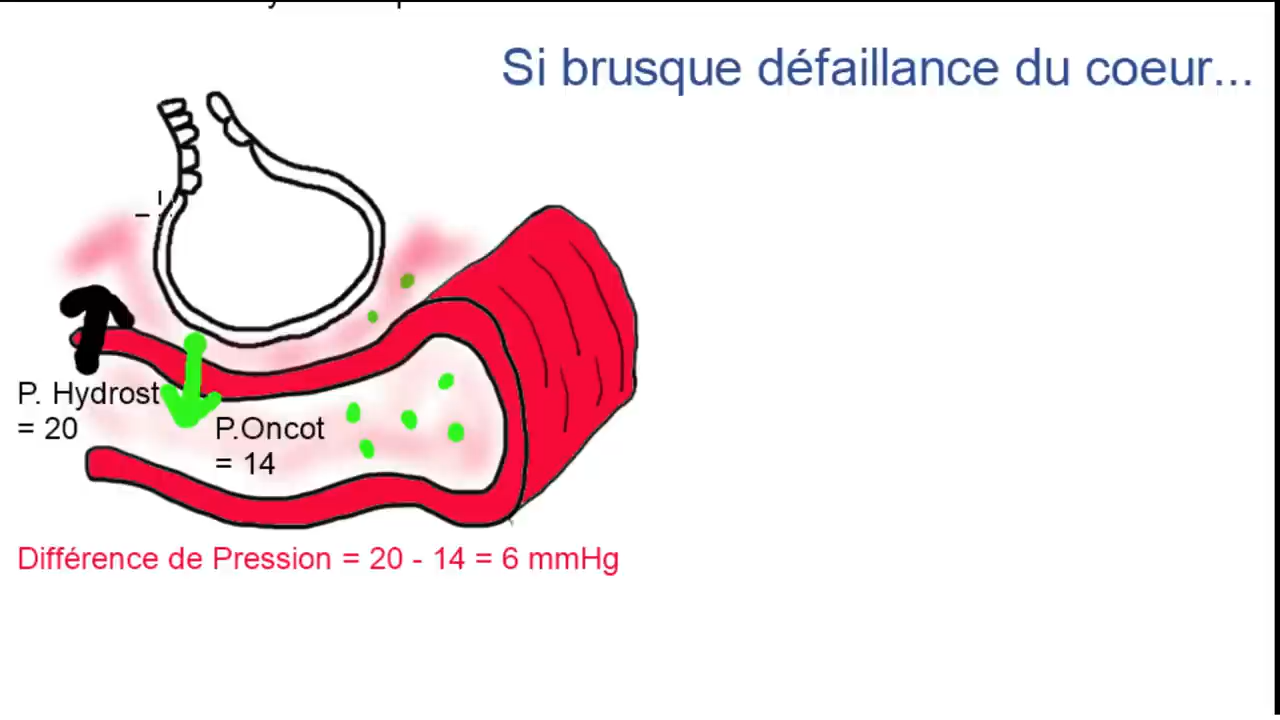 Si brusque défaillance du coeur...
P. Hydrost
= 20
P.Oncot
= 14
Différence de Pression = 20 - 14 = 6 mmHg